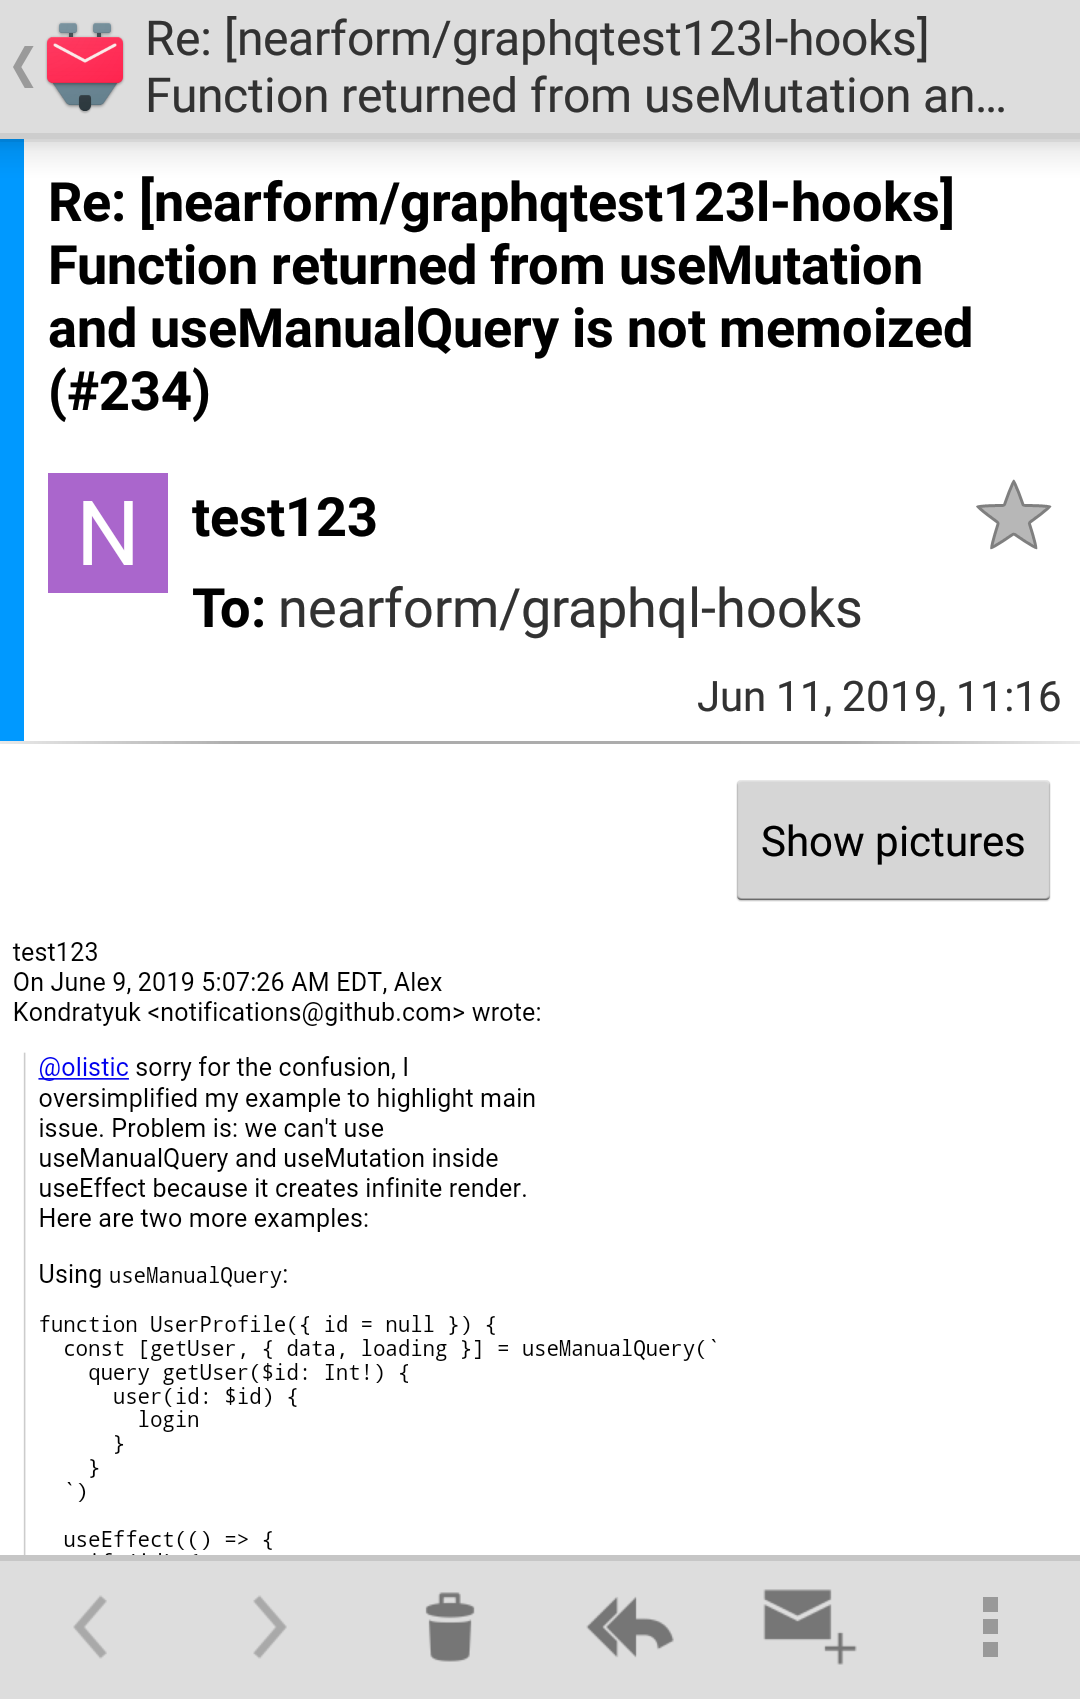 Re: [nearform/graphqtest123l-hooks]
Function returned from useMutation an...
Re: [nearform/graphqtest123l-hooks]
Function returned from useMutation
and useManualQuery is not memoized
(#234)
N
test123
To: nearform/graphql-hooks
Jun 11, 2019, 11:16
Show pictures
test123
On June 9, 2019 5:07:26 AM EDT, Alex
Kondratyuk <notifications@github.com> wrote:
@olistic sorry for the confusion, I
oversimplified my example to highlight main
issue. Problem is: we can't use
useManualQuery and useMutation inside
useEffect because it creates infinite render.
Here are two more examples:
Using useManualQuery:
function UserProfile({ id = null }) {
  const [getUser, { data, loading }] = useManualQuery(`
    query getUser($id: Int!) {
      user(id: $id) {
        login
      }
    }
  `)
  useEffect(() => {